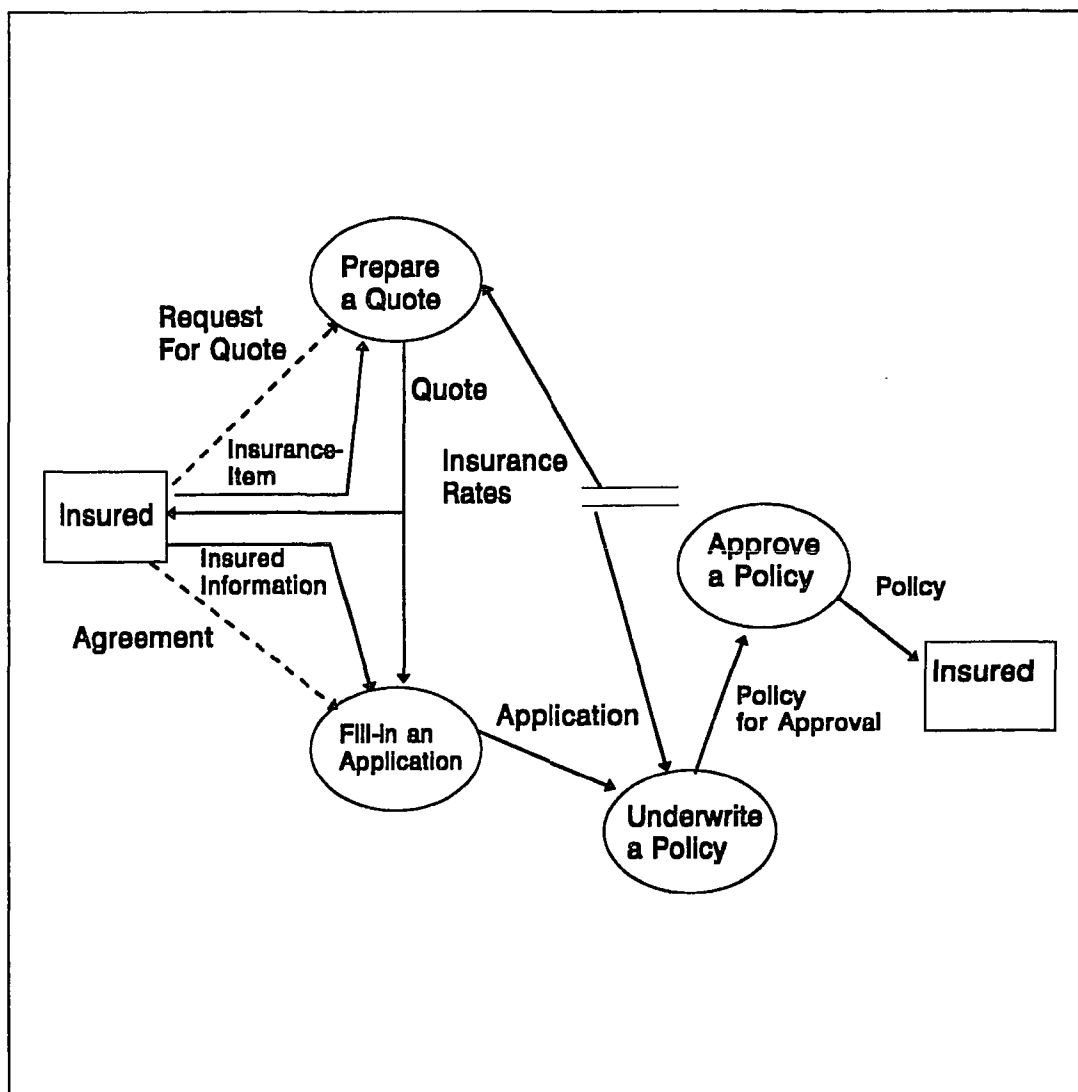 Prepare
a Quote
Request
For Quote
Quote
Insurance-
Item
Insurance
Rates
Insured
Approve
a Policy
Insured
Information
Policy
Agreement
Insured
Policy
for Approval
Application
Fill-in an
Application
Underwrite
a Policy